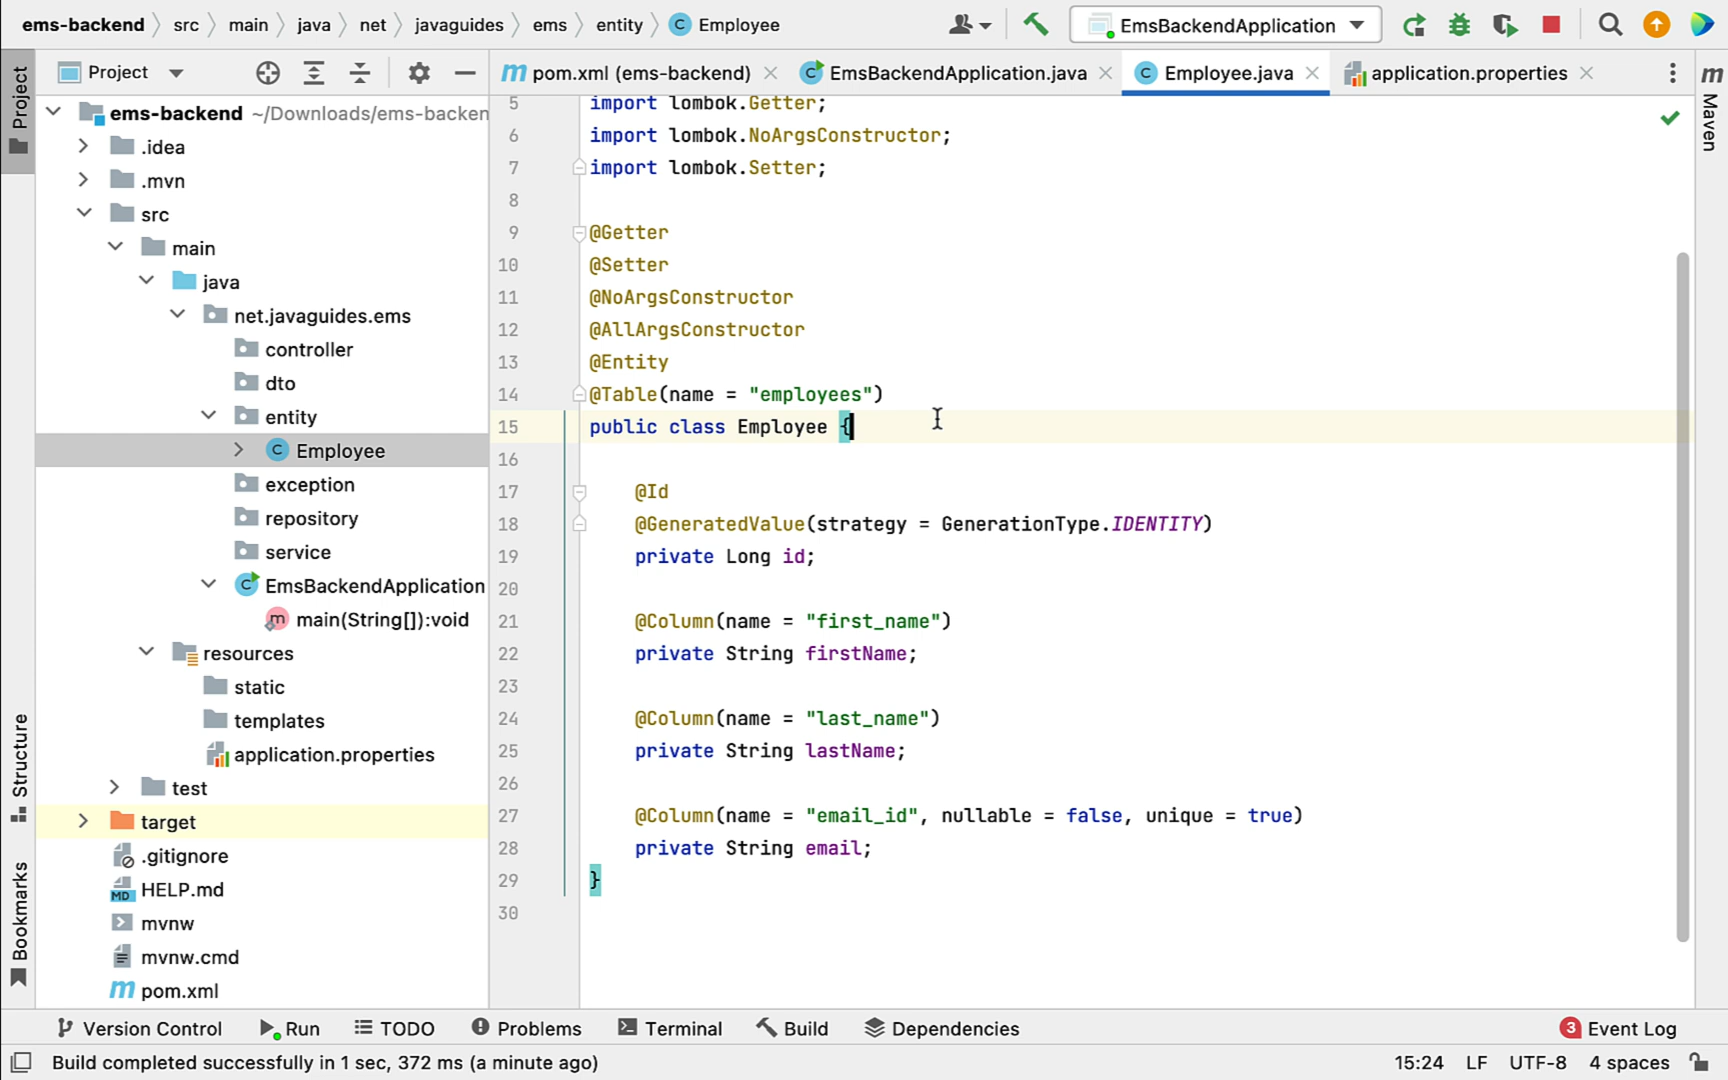 ems-backend src main java net javaguides ems entity C Employee
EmsBackendApplication
Project
pom.xml (ems-backend)
EmsBackendApplication.java
Employee.java
application.properties
Project
Structure
Bookmarks
Maven
ems-backend ~/Downloads/ems-backen
.idea
.mvn
src
main
java
net.javaguides.ems
controller
dto
entity
Employee
exception
repository
service
EmsBackendApplication
main(String[]):void
resources
static
templates
application.properties
test
target
.gitignore
HELP.md
mvnw
mvnw.cmd
pom.xml
5 import lombok.Getter;
6 import lombok.NoArgsConstructor;
7 import lombok.Setter;
8
9 @Getter
10 @Setter
11 @NoArgsConstructor
12 @AllArgsConstructor
13 @Entity
14 @Table(name = "employees")
15 public class Employee {
16
17 @Id
18 @GeneratedValue(strategy = GenerationType.IDENTITY)
19 private Long id;
20
21 @Column(name = "first_name")
22 private String firstName;
23
24 @Column(name = "last_name")
25 private String lastName;
26
27 @Column(name = "email_id", nullable = false, unique = true)
28 private String email;
29 }
30
Version Control Run TODO Problems Terminal Build Dependencies 3 Event Log
Build completed successfully in 1 sec, 372 ms (a minute ago) 15:24 LF UTF-8 4 spaces